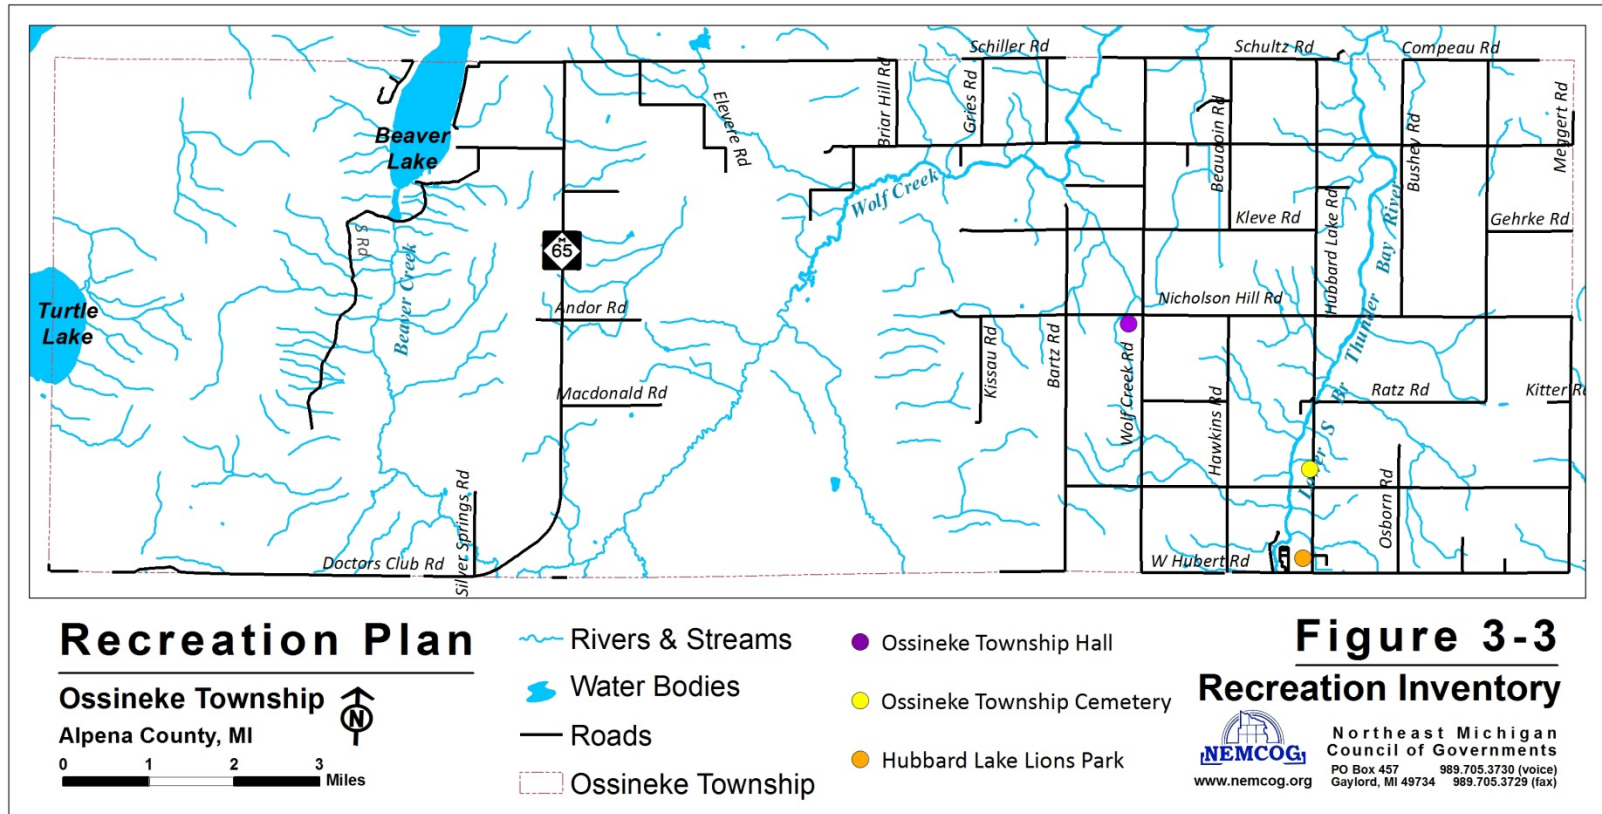 Schiller Rd
Schultz Rd
Compeau Rd
Briar Hill Rd
Gries Rd
Elevere Rd
Beaudoin Rd
Bushey Rd
Meggert Rd
Beaver
Lake
Wolf Creek
Kleve Rd
Hubbard Lake Rd
Gehrke Rd
S Rd
Beaver Creek
M
65
Turtle
Lake
Andor Rd
Nicholson Hill Rd
Lower S Br Thunder Bay River
Kissau Rd
Bartz Rd
Wolf Creek Rd
Macdonald Rd
Hawkins Rd
Ratz Rd
Kitter Rd
Silver Springs Rd
Osborn Rd
Doctors Club Rd
W Hubert Rd
Recreation Plan
Ossineke Township
N
Alpena County, MI
0 1 2 3
Miles
Rivers & Streams
Water Bodies
Roads
Ossineke Township
Ossineke Township Hall
Ossineke Township Cemetery
Hubbard Lake Lions Park
Figure 3-3
Recreation Inventory
NEMCOG
www.nemcog.org
Northeast Michigan
Council of Governments
PO Box 457 989.705.3730 (voice)
Gaylord, MI 49734 989.705.3729 (fax)